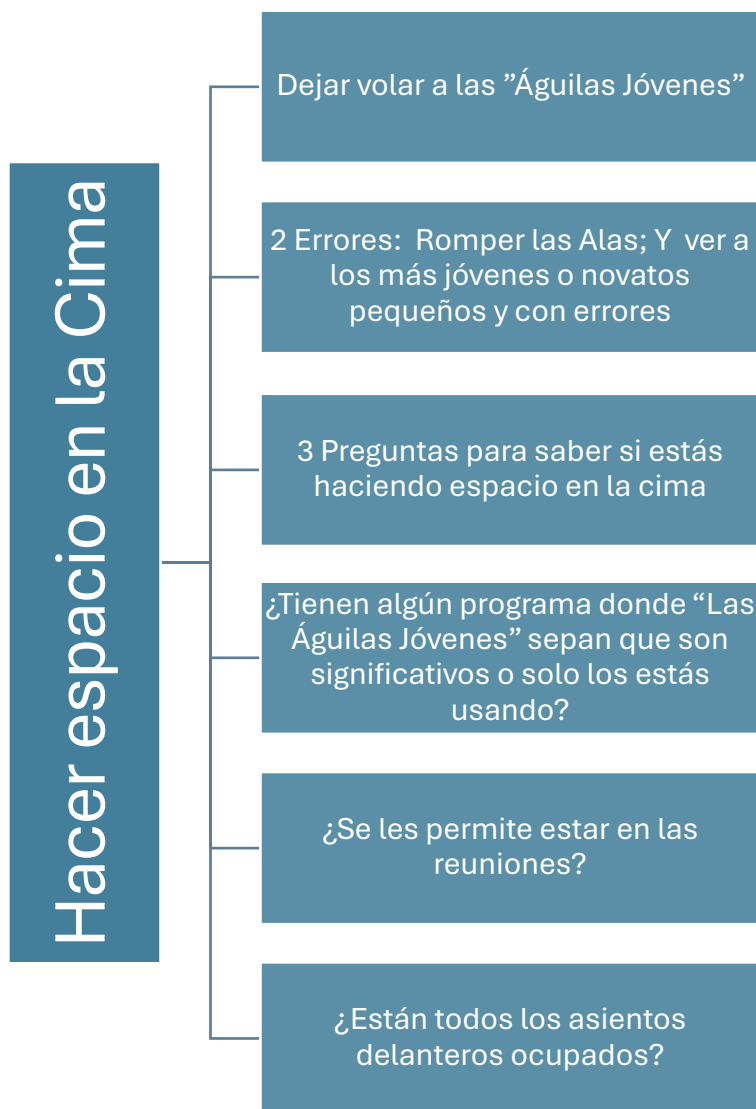 Hacer espacio en la Cima
Dejar volar a las ”Águilas Jóvenes”
2 Errores:  Romper las Alas; Y  ver a
los más jóvenes o novatos
pequeños y con errores
3 Preguntas para saber si estás
haciendo espacio en la cima
¿Tienen algún programa donde “Las
Águilas Jóvenes” sepan que son
significativos o solo los estás
usando?
¿Se les permite estar en las
reuniones?
¿Están todos los asientos
delanteros ocupados?